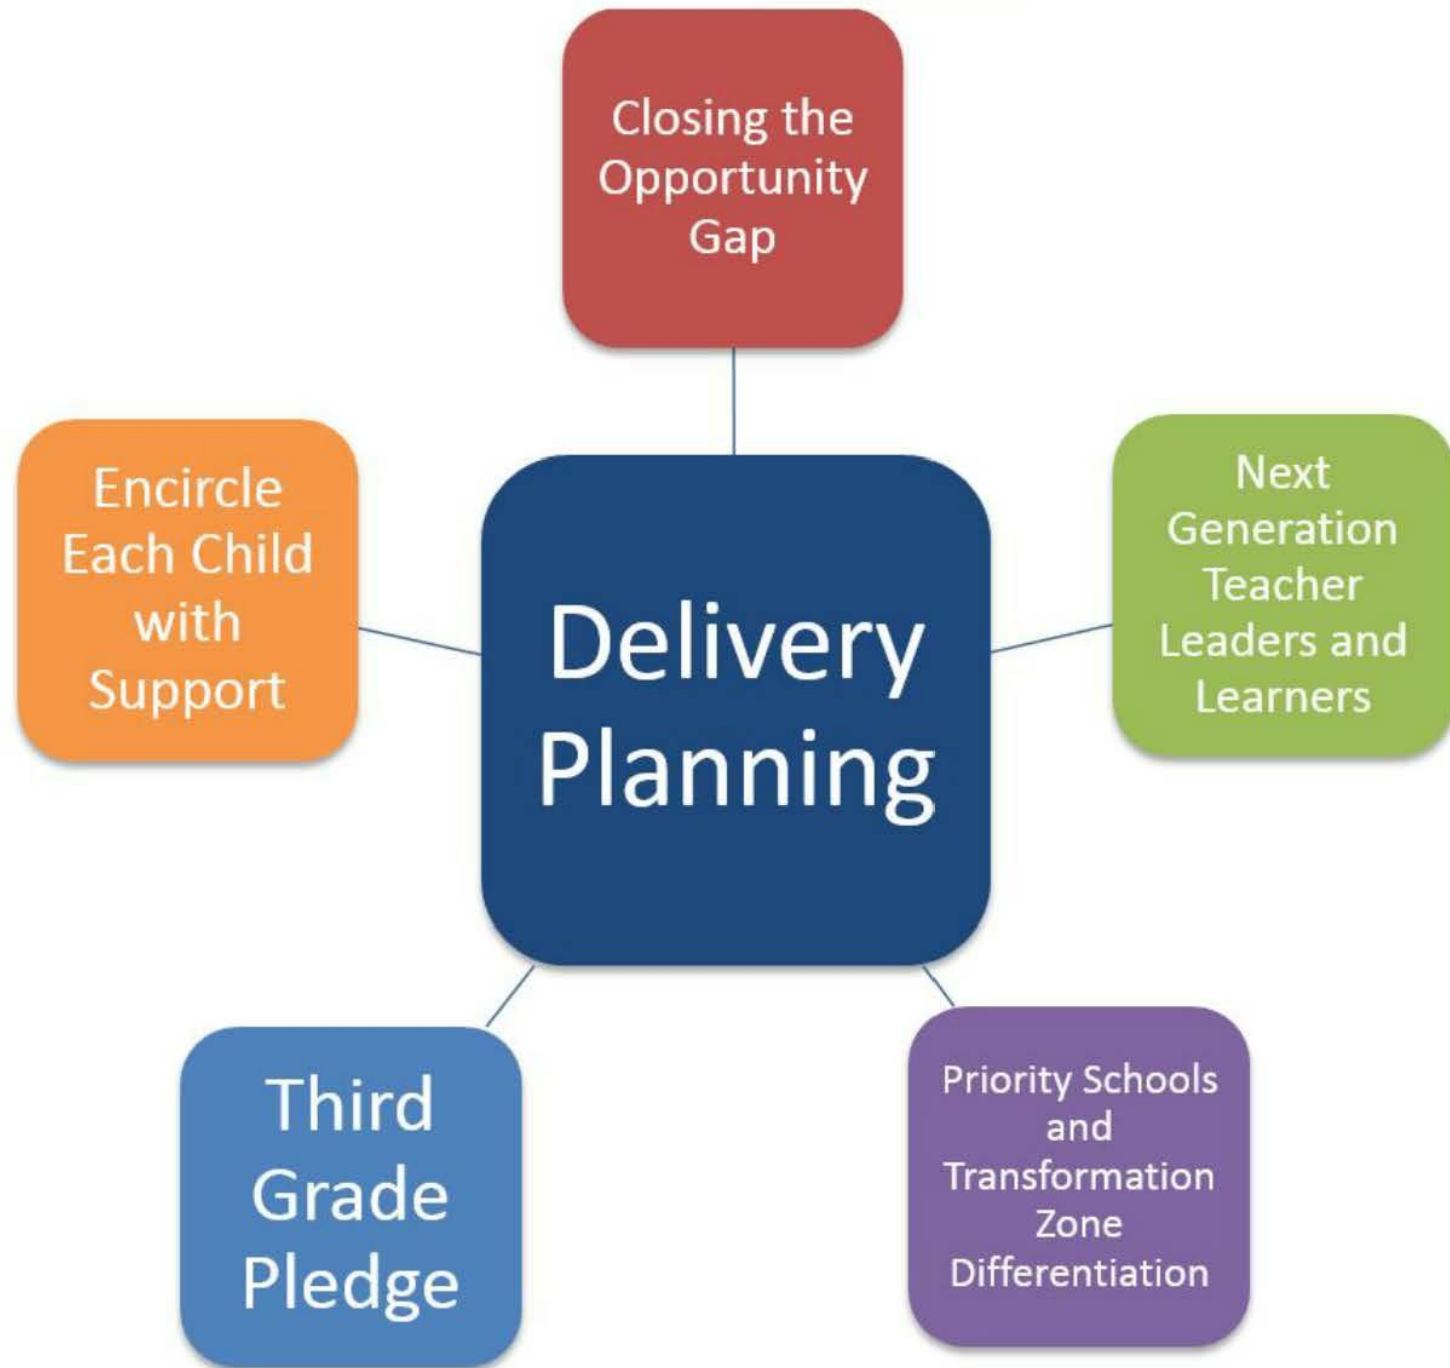 Closing the
Opportunity
Gap
Encircle
Each Child
with
Support
Delivery
Planning
Next
Generation
Teacher
Leaders and
Learners
Third
Grade
Pledge
Priority Schools
and
Transformation
Zone
Differentiation